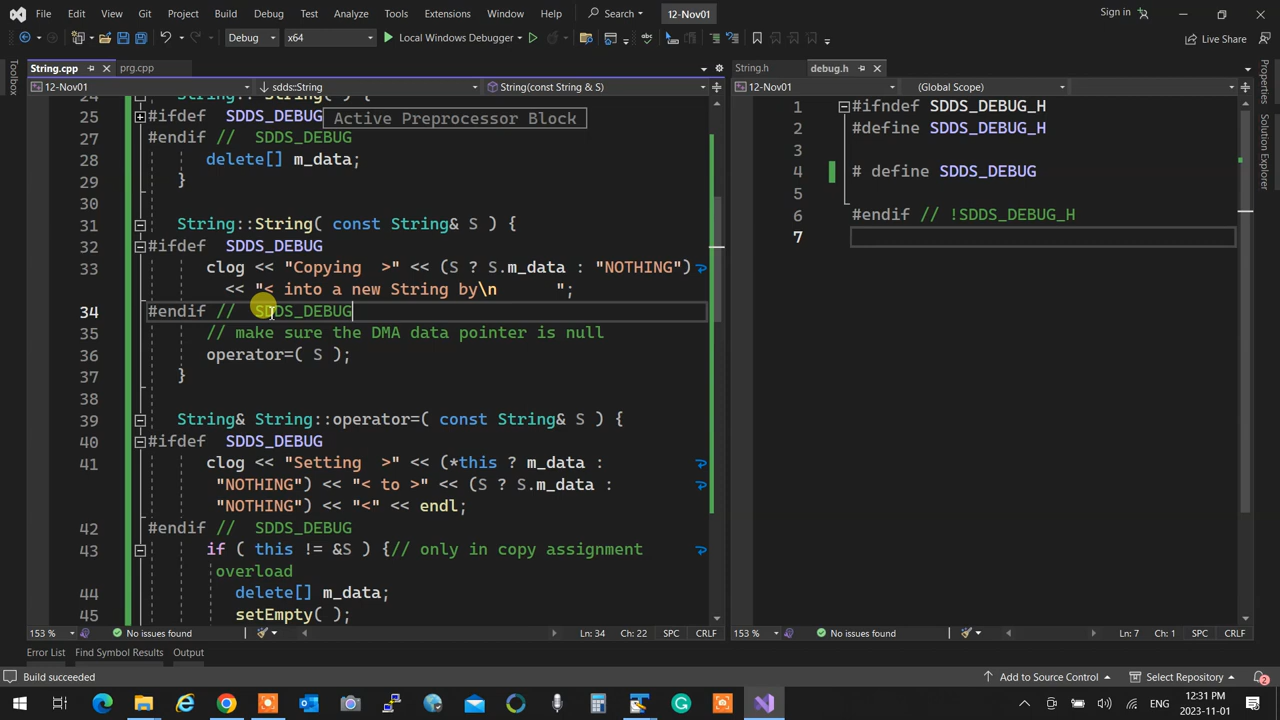 File Edit View Git Project Build Debug Test Analyze Tools Extensions Window Help Search 12-Nov01 Sign in
Debug x64 Local Windows Debugger Live Share
String.cpp prg.cpp String.h debug.h
12-Nov01 sdds::String String(const String& S) 12-Nov01 (Global Scope)
Toolbox
Solution Explorer
Properties
25 #ifdef SDDS_DEBUG Active Preprocessor Block
27 #endif // SDDS_DEBUG
28 delete[] m_data;
29 }
30
31 String::String( const String& S ) {
32 #ifdef SDDS_DEBUG
33 clog << "Copying >" << (S ? S.m_data : "NOTHING")
<< "< into a new String by\n ";
34 #endif // SDDS_DEBUG
35 // make sure the DMA data pointer is null
36 operator=( S );
37 }
38
39 String& String::operator=( const String& S ) {
40 #ifdef SDDS_DEBUG
41 clog << "Setting >" << (*this ? m_data :
"NOTHING") << "< to >" << (S ? S.m_data :
"NOTHING") << "<" << endl;
42 #endif // SDDS_DEBUG
43 if ( this != &S ) {// only in copy assignment
overload
44 delete[] m_data;
45 setEmpty( );
1 #ifndef SDDS_DEBUG_H
2 #define SDDS_DEBUG_H
3
4 # define SDDS_DEBUG
5
6 #endif // !SDDS_DEBUG_H
7
153 % No issues found Ln: 34 Ch: 22 SPC CRLF
153 % No issues found Ln: 7 Ch: 1 SPC CRLF
Error List Find Symbol Results Output
Build succeeded Add to Source Control Select Repository 2
ENG 12:31 PM
2023-11-01